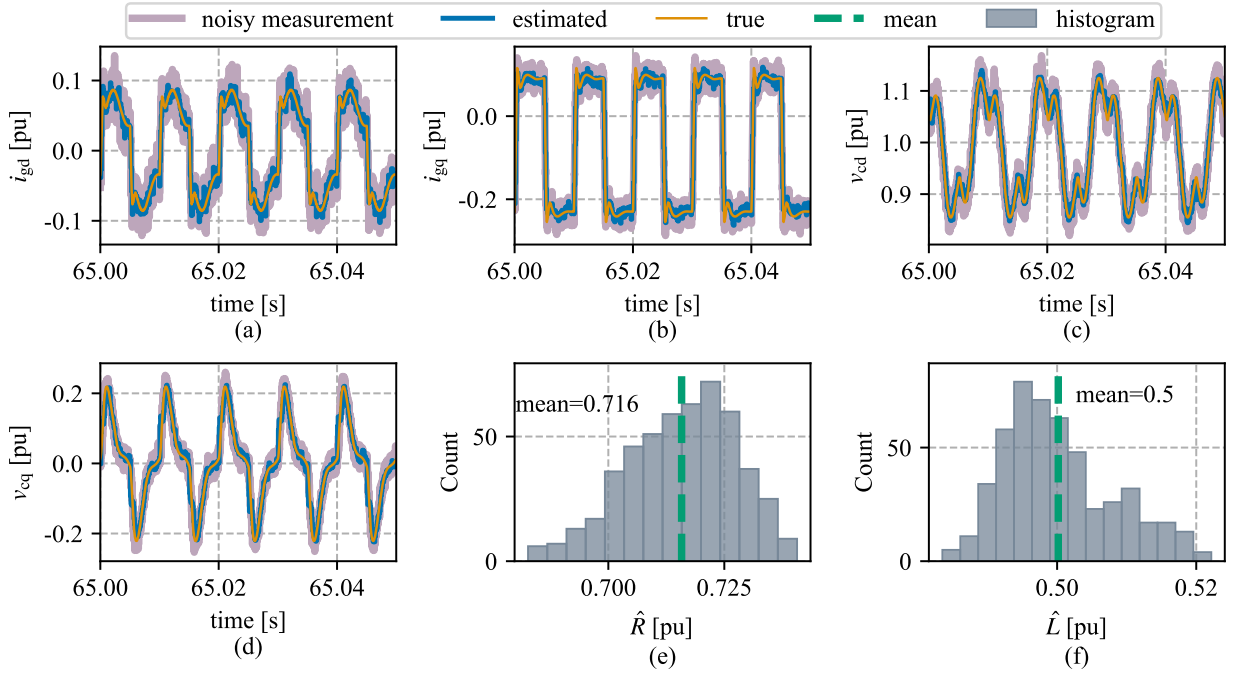 noisy measurement estimated true mean histogram
0.1
0.0
-0.1
i_gd [pu]
65.00 65.02 65.04
time [s]
(a)
0.0
-0.2
i_gq [pu]
65.00 65.02 65.04
time [s]
(b)
1.1
1.0
0.9
v_cd [pu]
65.00 65.02 65.04
time [s]
(c)
0.2
0.0
-0.2
v_cq [pu]
65.00 65.02 65.04
time [s]
(d)
mean=0.716
50
0
Count
0.700 0.725
R̂ [pu]
(e)
mean=0.5
50
0
Count
0.50 0.52
L̂ [pu]
(f)